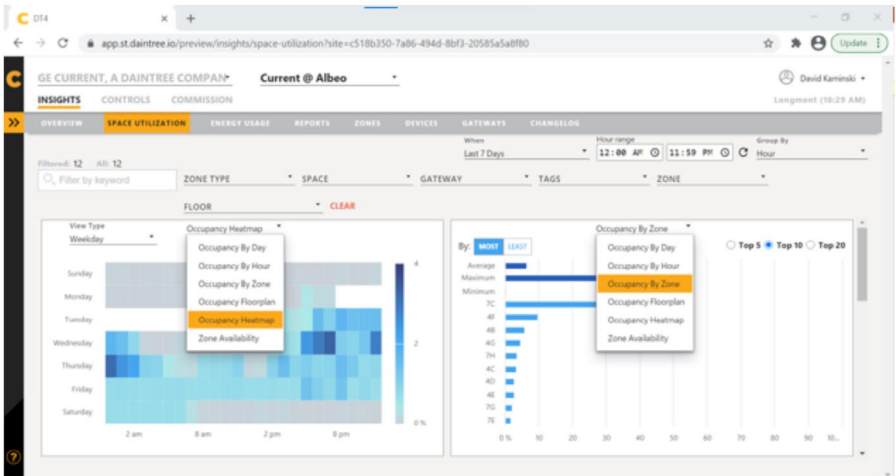 DT4
app.st.daintree.io/preview/insights/space-utilization?site=c518b350-7a86-494d-8bf3-20585a5a8f80
Update
GE CURRENT, A DAINTREE COMPAN
Current @ Albeo
David Kaminski
INSIGHTS CONTROLS COMMISSION
Longmont (10:29 AM)
OVERVIEW SPACE UTILIZATION ENERGY USAGE REPORTS ZONES DEVICES GATEWAYS CHANGELOG
When Hour range Group By
Last 7 Days 12:00 AM 11:59 PM Hour
Filtered: 12 All: 12
Filter by keyword ZONE TYPE SPACE GATEWAY TAGS ZONE
FLOOR CLEAR
View Type
Weekday
Occupancy Heatmap
Occupancy By Day
Occupancy By Hour
Occupancy By Zone
Occupancy Floorplan
Occupancy Heatmap
Zone Availability
Sunday
Monday
Tuesday
Wednesday
Thursday
Friday
Saturday
2 am 8 am 2 pm 8 pm
4
2
0 %
Occupancy By Zone
By: MOST LEAST
Top 5 Top 10 Top 20
Occupancy By Day
Occupancy By Hour
Occupancy By Zone
Occupancy Floorplan
Occupancy Heatmap
Zone Availability
Average
Maximum
Minimum
7C
4F
4B
4G
7H
4C
4D
4E
7G
7E
0 % 10 20 30 40 50 60 70 80 90 10...